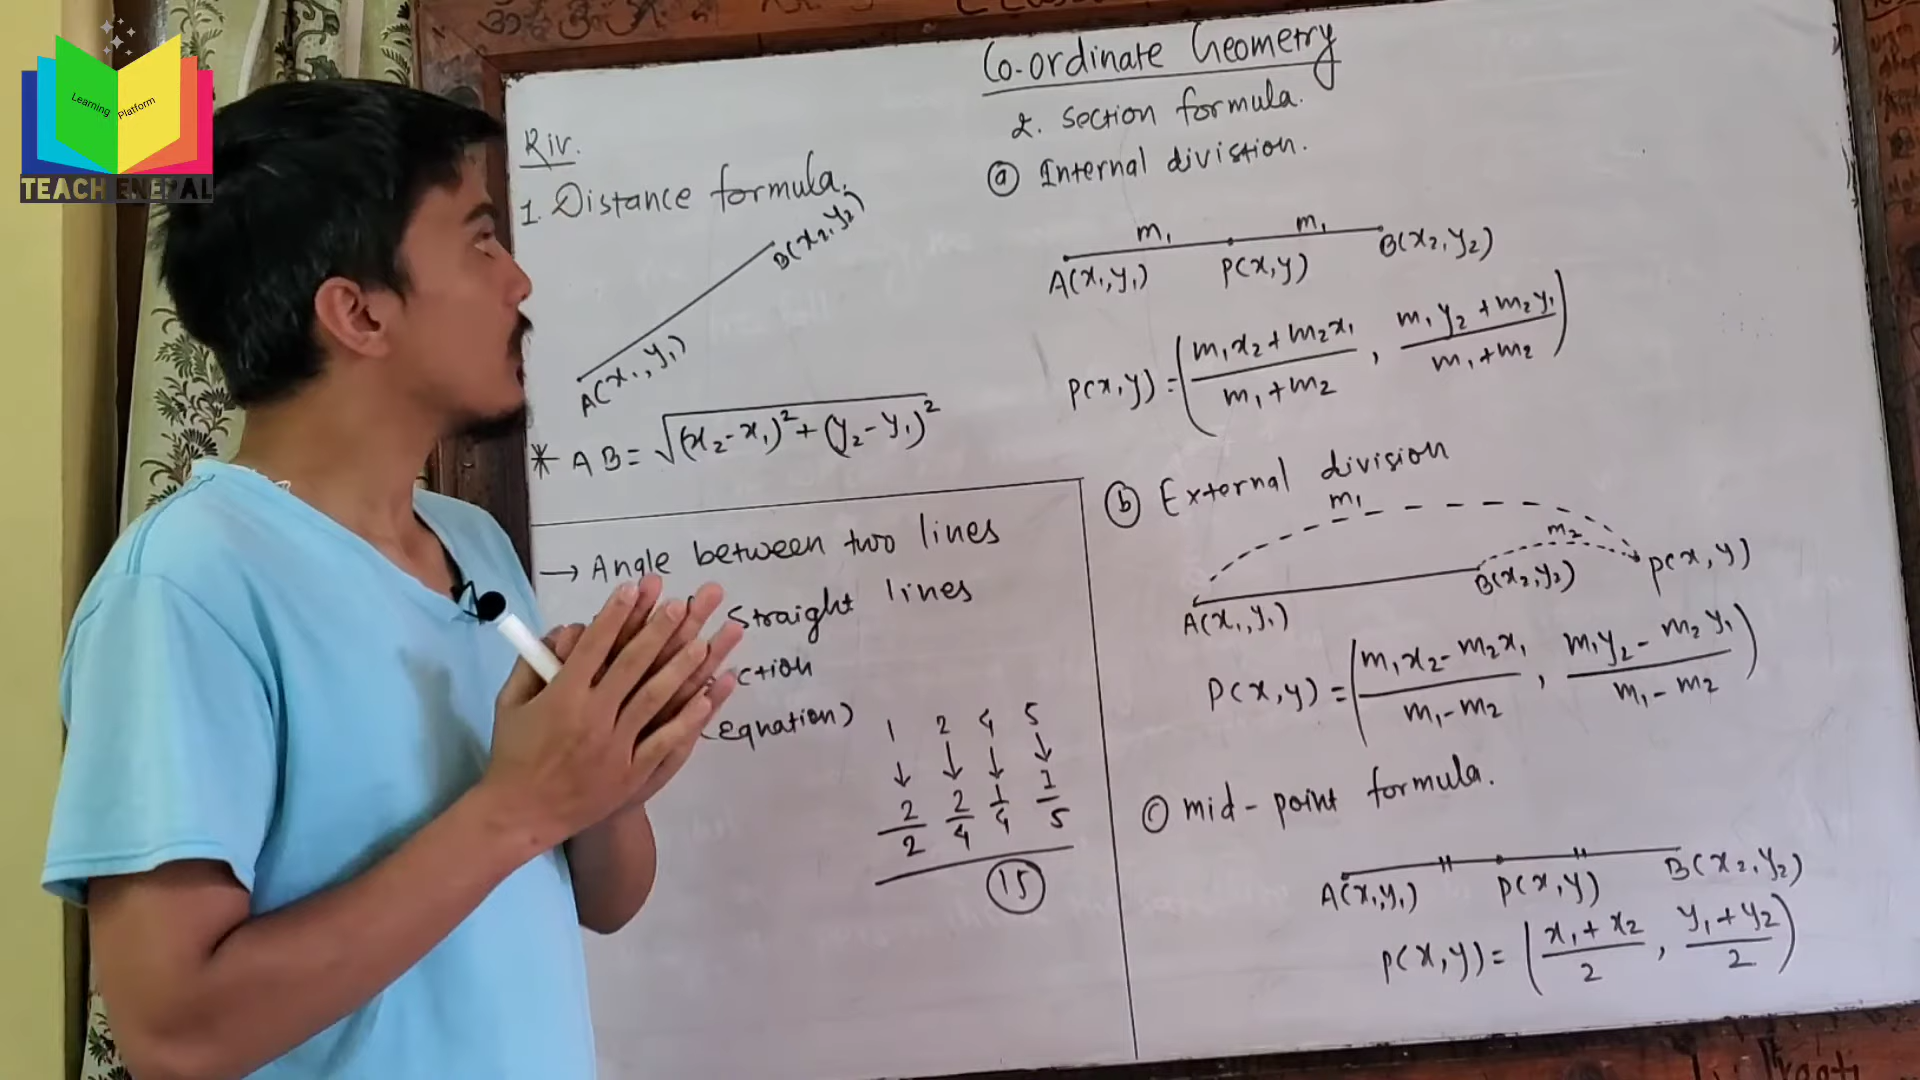 Learning Platform
TEACH ENEPAL
Co-ordinate Geometry
Riv.
1. Distance formula.
B(x₂, y₂)
A(x₁, y₁)
* AB = √(x₂-x₁)² + (y₂-y₁)²
→ Angle between two lines
Straight lines
ction
(equation)
1 2 4 5
↓ ↓ ↓ ↓
2/2 2/4 1/4 1/5
15
2. Section formula.
(a) Internal divistion.
m₁ m₁
A(x₁, y₁) P(x, y) B(x₂, y₂)
P(x, y) = (m₁x₂+m₂x₁/m₁+m₂ , m₁y₂+m₂y₁/m₁+m₂)
(b) External division
m₁
m₂
A(x₁, y₁) B(x₂, y₂) P(x, y)
P(x, y) = (m₁x₂-m₂x₁/m₁-m₂ , m₁y₂-m₂y₁/m₁-m₂)
(c) mid-point formula.
A(x₁, y₁) P(x, y) B(x₂, y₂)
P(x, y) = (x₁+x₂/2 , y₁+y₂/2)